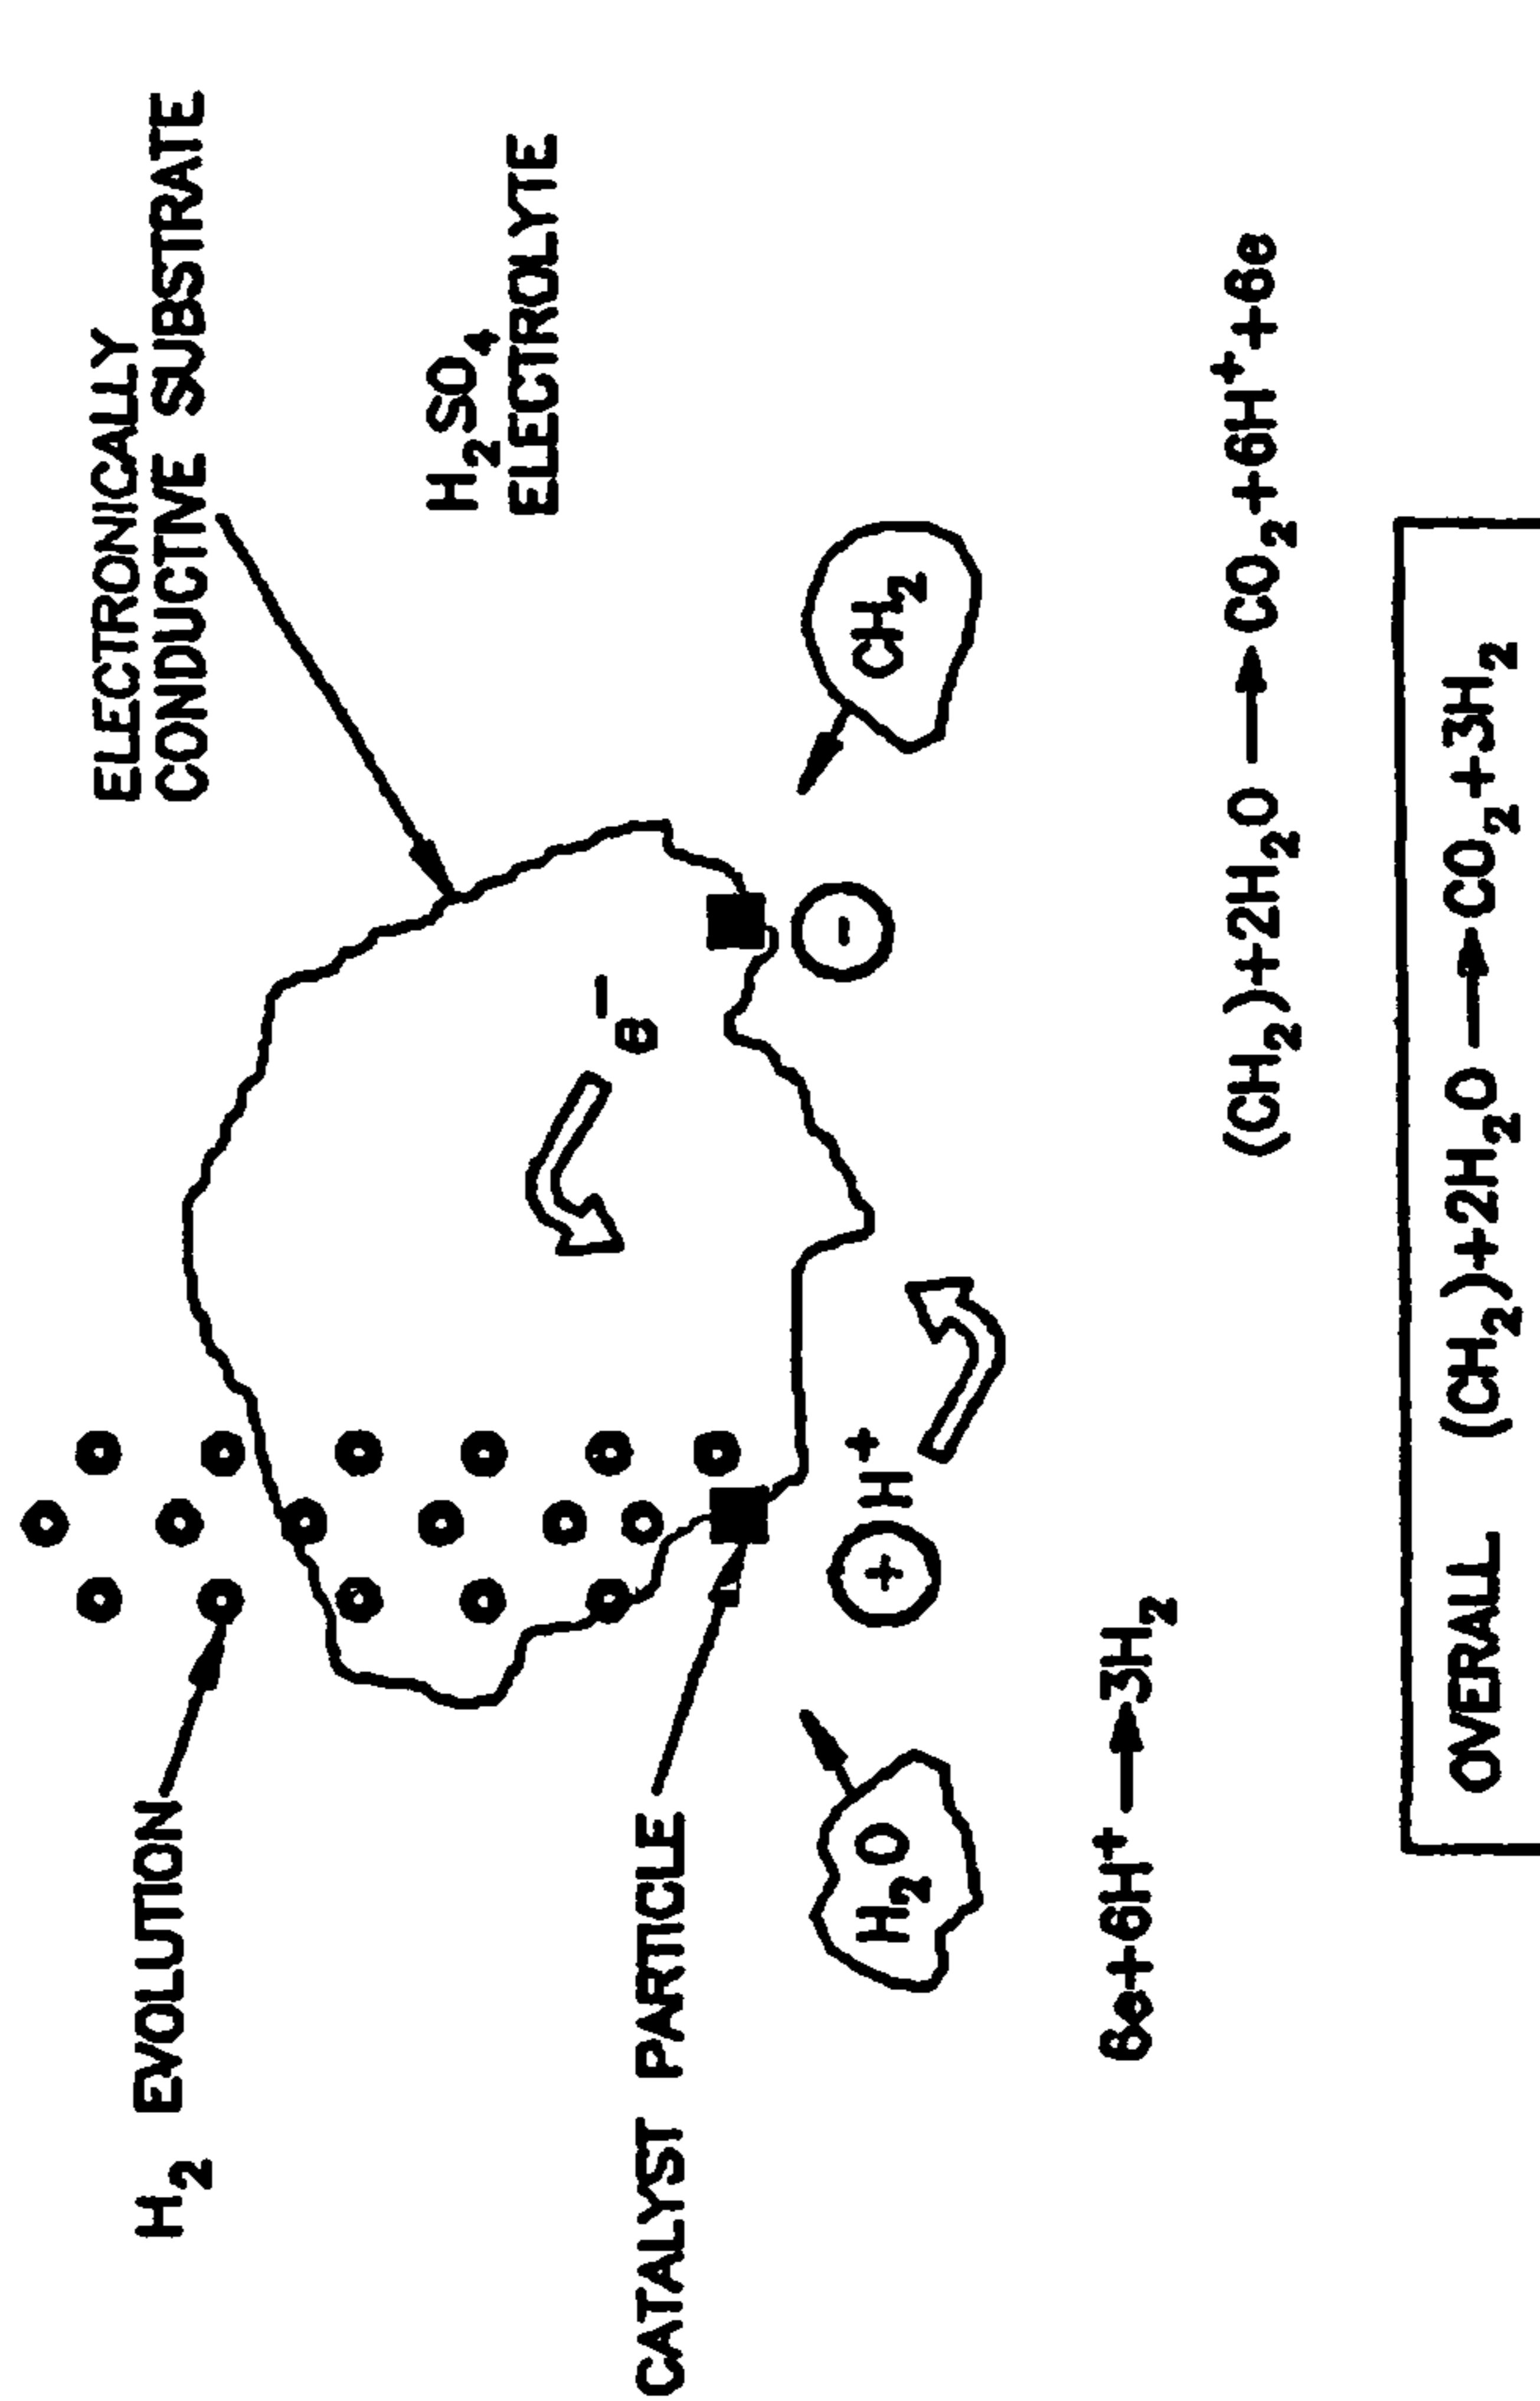 ELECTRONICALLY
CONDUCTIVE SUBSTRATE
H₂ EVOLUTION
H₂SO₄
ELECTROLYTE
e⁻
CATALYST PARTICLE
-
+
H⁺
H₂O
CH₂
6e+6H⁺ → 3H₂
(CH₂)+2H₂O → CO₂+6H⁺+6e
OVERALL (CH₂)+2H₂O → CO₂+3H₂